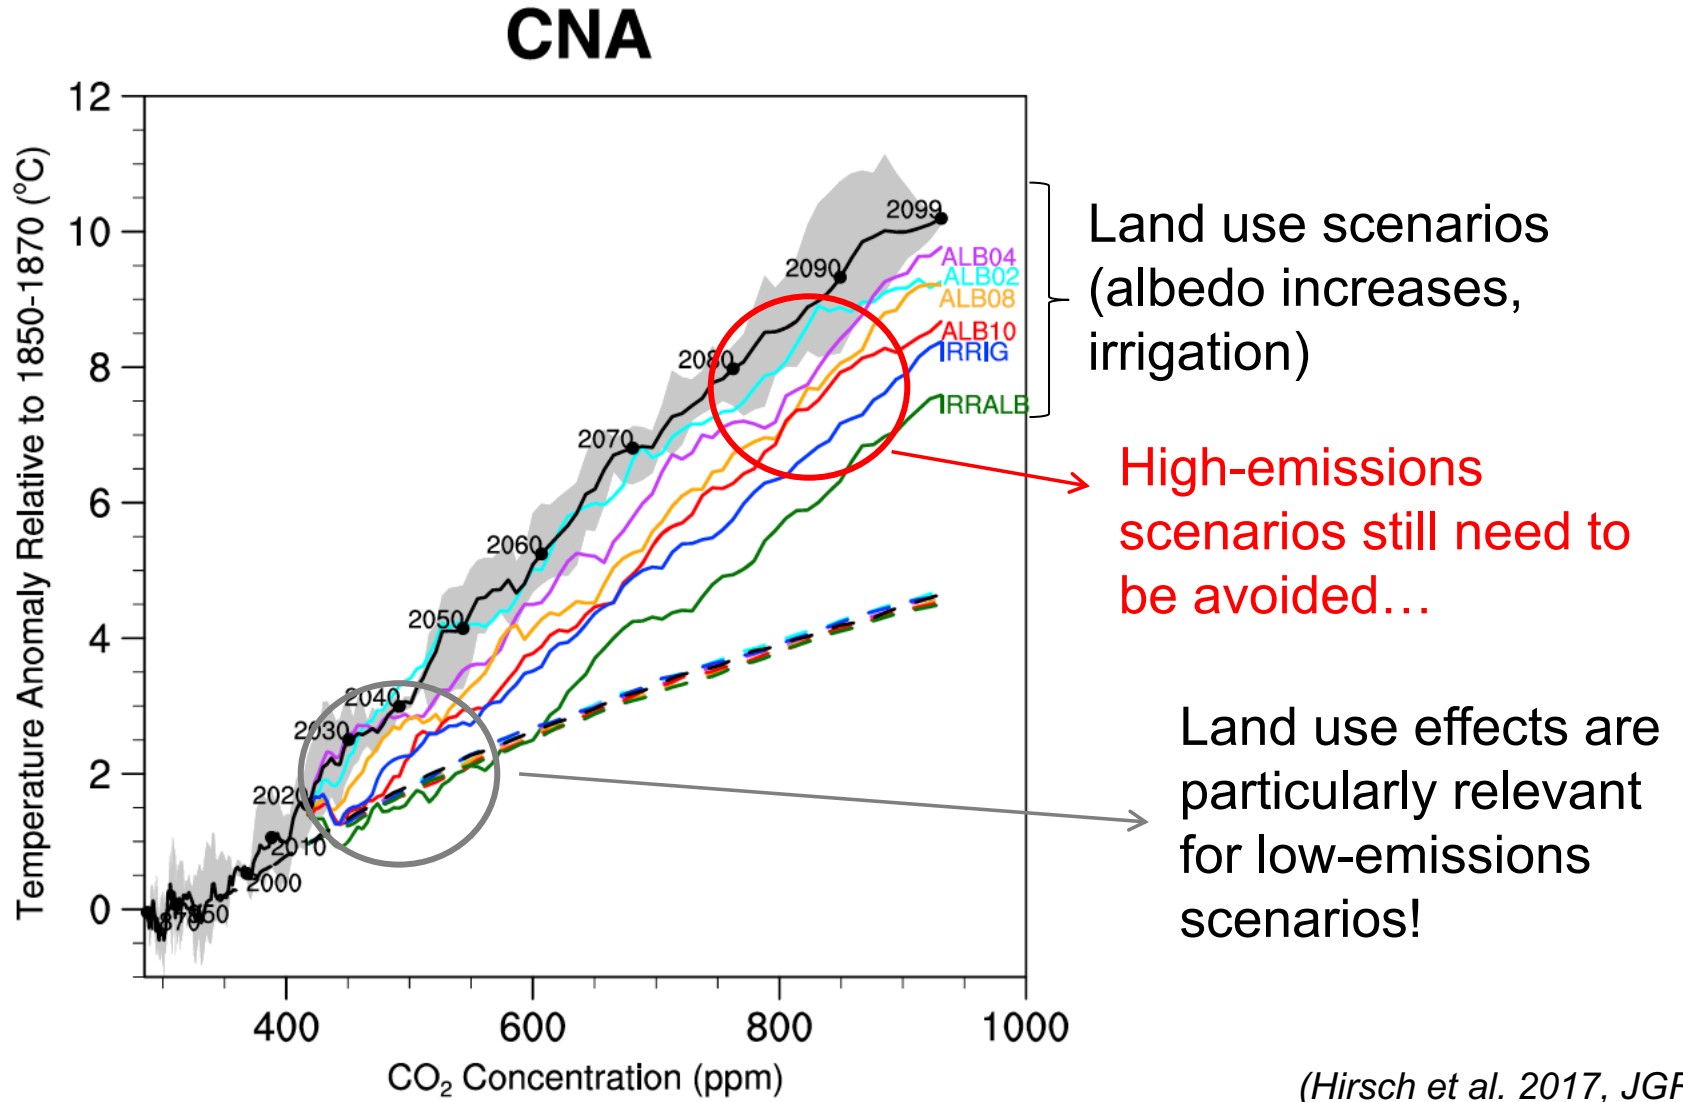 CNA
Temperature Anomaly Relative to 1850-1870 (°C)
12
10
8
6
4
2
0
2099
2090
2080
2070
2060
2050
2040
2030
2020
2010
2000
ALB04
ALB02
ALB08
ALB10
IRRIG
IRRALB
400
600
800
1000
CO₂ Concentration (ppm)
Land use scenarios
(albedo increases,
irrigation)
High-emissions
scenarios still need to
be avoided…
Land use effects are
particularly relevant
for low-emissions
scenarios!
(Hirsch et al. 2017, JGR